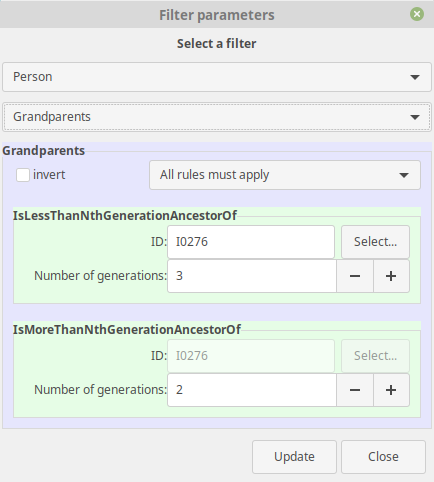 Filter parameters
Select a filter
Person
Grandparents
Grandparents
invert All rules must apply
IsLessThanNthGenerationAncestorOf
ID: I0276 Select...
Number of generations: 3 − +
IsMoreThanNthGenerationAncestorOf
ID: I0276 Select...
Number of generations: 2 − +
Update Close